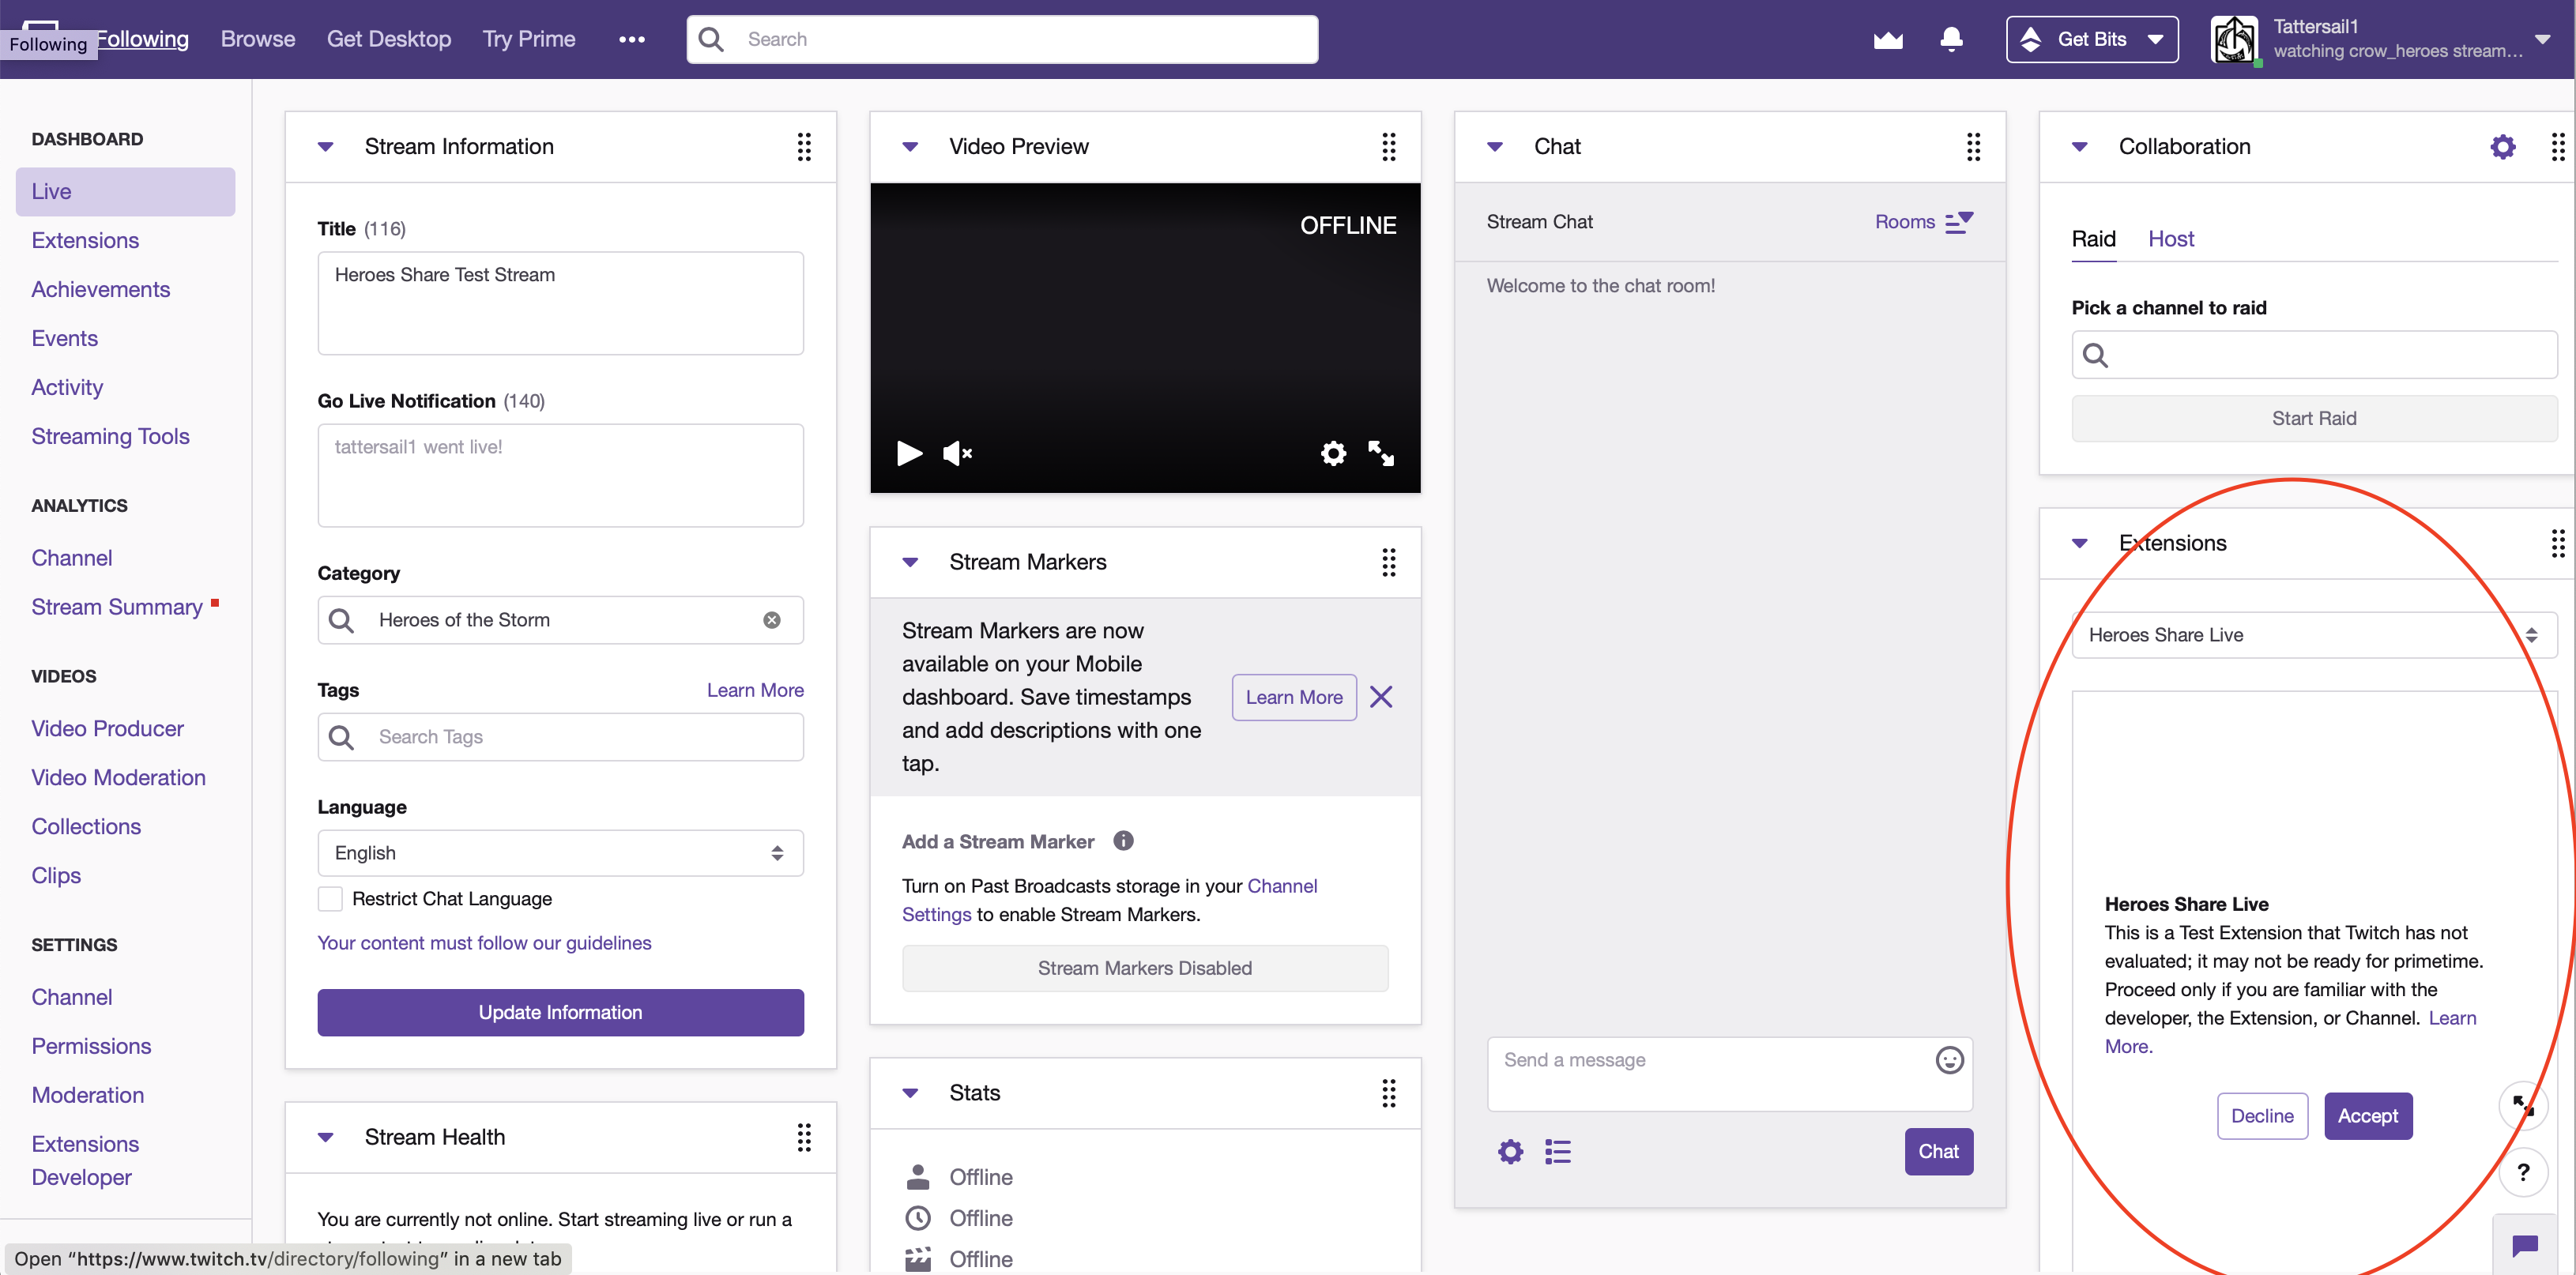 Following
Following Browse Get Desktop Try Prime
Search
Get Bits
Tattersail1
watching crow_heroes stream...
DASHBOARD
Live
Extensions
Achievements
Events
Activity
Streaming Tools
ANALYTICS
Channel
Stream Summary
VIDEOS
Video Producer
Video Moderation
Collections
Clips
SETTINGS
Channel
Permissions
Moderation
Extensions
Developer
Stream Information
Title (116)
Heroes Share Test Stream
Go Live Notification (140)
tattersail1 went live!
Category
Heroes of the Storm
Tags Learn More
Search Tags
Language
English
Restrict Chat Language
Your content must follow our guidelines
Update Information
Stream Health
You are currently not online. Start streaming live or run a
Open “https://www.twitch.tv/directory/following” in a new tab
Video Preview
OFFLINE
Stream Markers
Stream Markers are now
available on your Mobile
dashboard. Save timestamps
and add descriptions with one
tap.
Learn More
Add a Stream Marker
Turn on Past Broadcasts storage in your Channel
Settings to enable Stream Markers.
Stream Markers Disabled
Stats
Offline
Offline
Offline
Chat
Stream Chat Rooms
Welcome to the chat room!
Send a message
Chat
Collaboration
Raid Host
Pick a channel to raid
Start Raid
Extensions
Heroes Share Live
Heroes Share Live
This is a Test Extension that Twitch has not
evaluated; it may not be ready for primetime.
Proceed only if you are familiar with the
developer, the Extension, or Channel. Learn
More.
Decline Accept
?